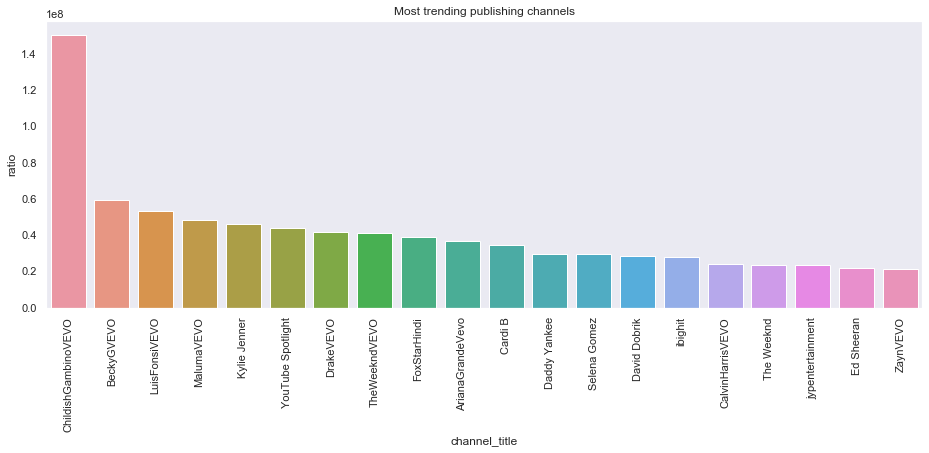 Most trending publishing channels
1e8
1.4
1.2
1.0
0.8
0.6
0.4
0.2
0.0
ratio
ChildishGambinoVEVO
BeckyGVEVO
LuisFonsiVEVO
MalumaVEVO
Kylie Jenner
YouTube Spotlight
DrakeVEVO
TheWeekndVEVO
FoxStarHindi
ArianaGrandeVevo
Cardi B
Daddy Yankee
Selena Gomez
David Dobrik
ibighit
CalvinHarrisVEVO
The Weeknd
jypentertainment
Ed Sheeran
ZaynVEVO
channel_title